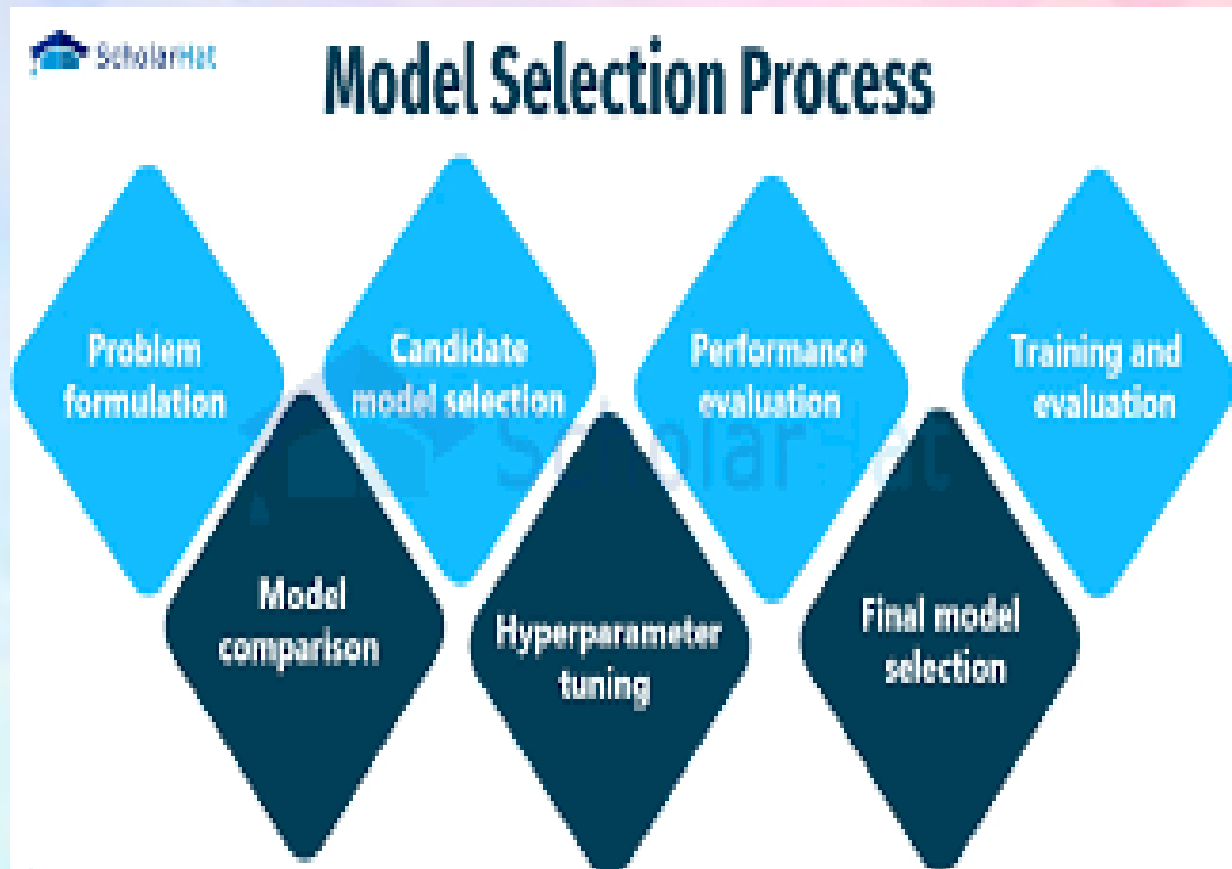 ScholarHat
Model Selection Process
Problem
formulation
Candidate
model selection
Performance
evaluation
Training and
evaluation
ScholarHat
Model
comparison
Hyperparameter
tuning
Final model
selection